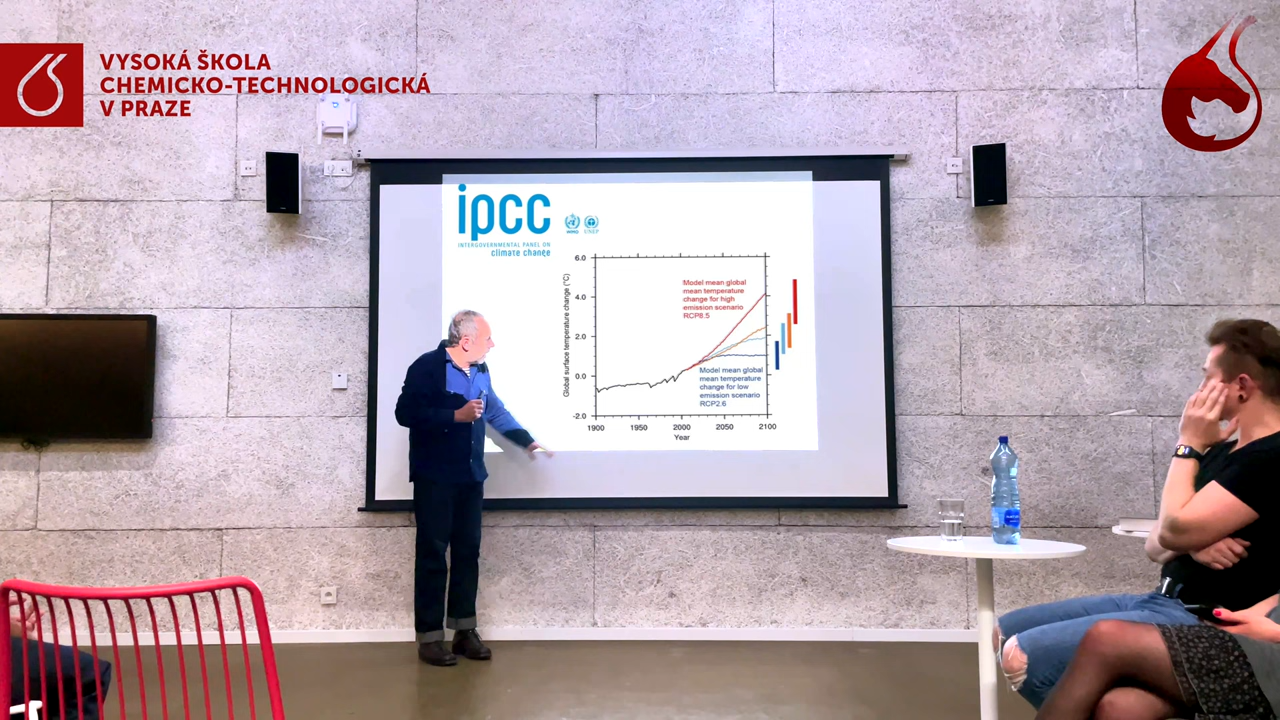 VYSOKÁ ŠKOLA
CHEMICKO-TECHNOLOGICKÁ
V PRAZE
ipcc
INTERGOVERNMENTAL PANEL ON
climate change
WMO
UNEP
6.0
4.0
2.0
0.0
-2.0
Global surface temperature change (°C)
Model mean global
mean temperature
change for high
emission scenario
RCP8.5
Model mean global
mean temperature
change for low
emission scenario
RCP2.6
1900
1950
2000
2050
2100
Year